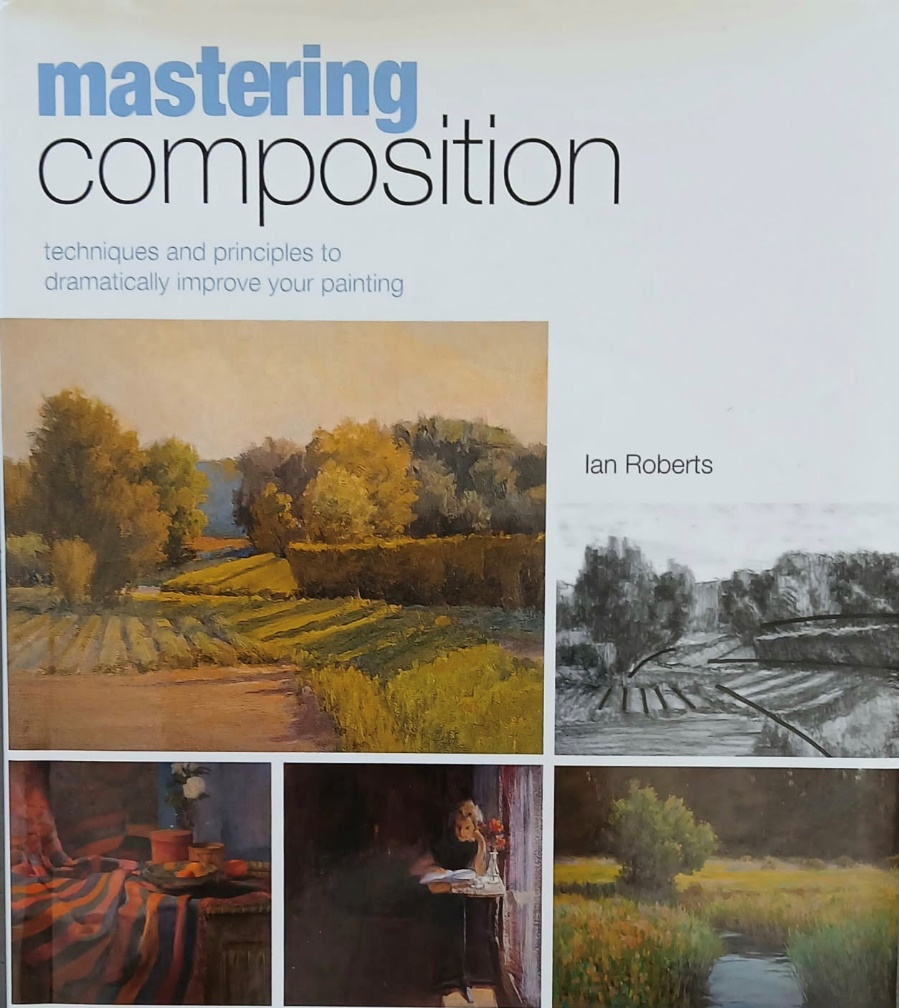 mastering
composition
techniques and principles to
dramatically improve your painting
Ian Roberts